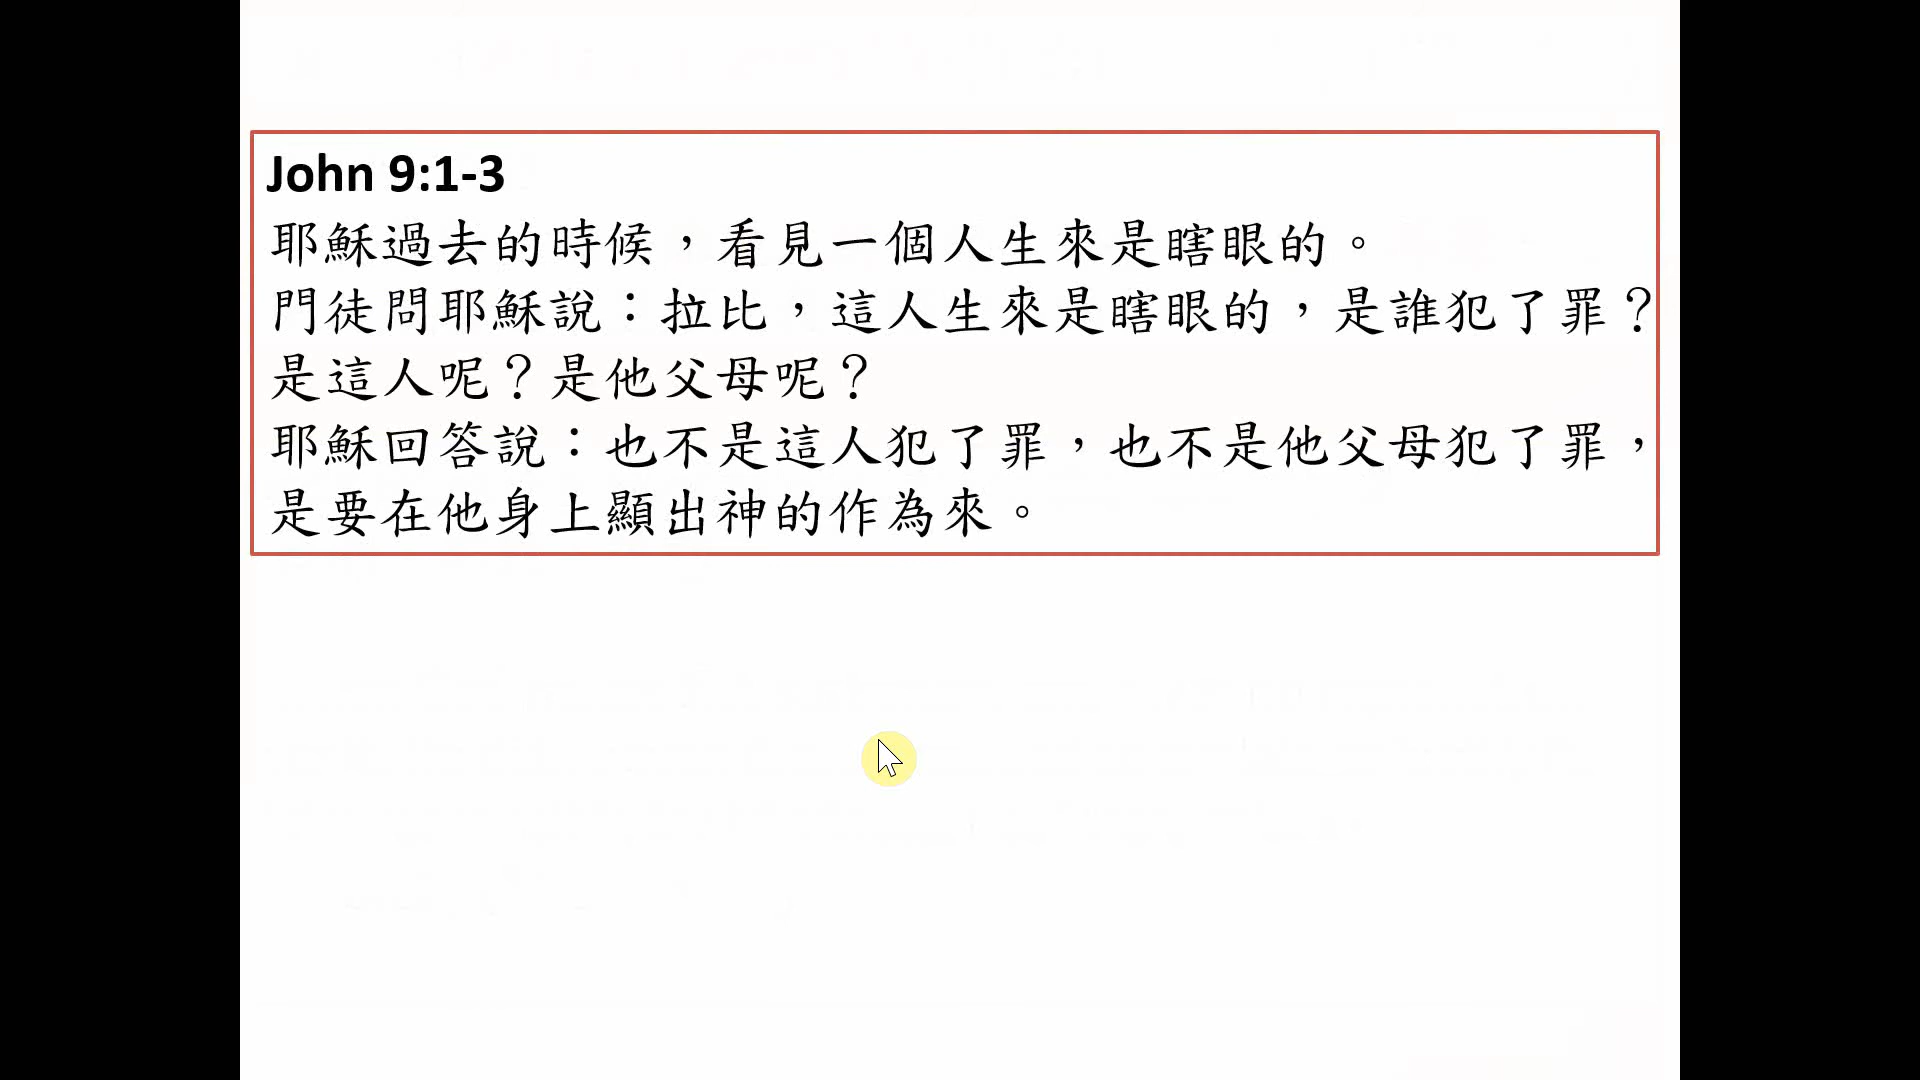 John 9:1-3
耶穌過去的時候，看見一個人生來是瞎眼的。
門徒問耶穌說：拉比，這人生來是瞎眼的，是誰犯了罪？
是這人呢？是他父母呢？
耶穌回答說：也不是這人犯了罪，也不是他父母犯了罪，
是要在他身上顯出神的作為來。